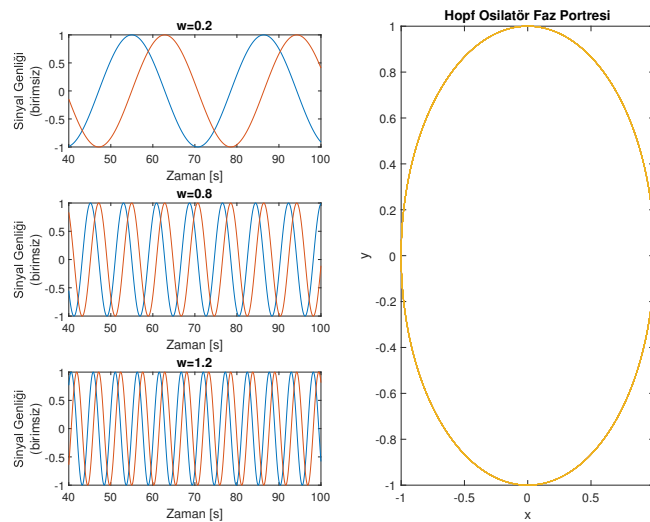 w=0.2
Sinyal Genliği
(birimsiz)
1
0.5
0
-0.5
-1
40 50 60 70 80 90 100
Zaman [s]
w=0.8
Sinyal Genliği
(birimsiz)
1
0.5
0
-0.5
-1
40 50 60 70 80 90 100
Zaman [s]
w=1.2
Sinyal Genliği
(birimsiz)
1
0.5
0
-0.5
-1
40 50 60 70 80 90 100
Zaman [s]
Hopf Osilatör Faz Portresi
y
1
0.8
0.6
0.4
0.2
0
-0.2
-0.4
-0.6
-0.8
-1
-1 -0.5 0 0.5
x